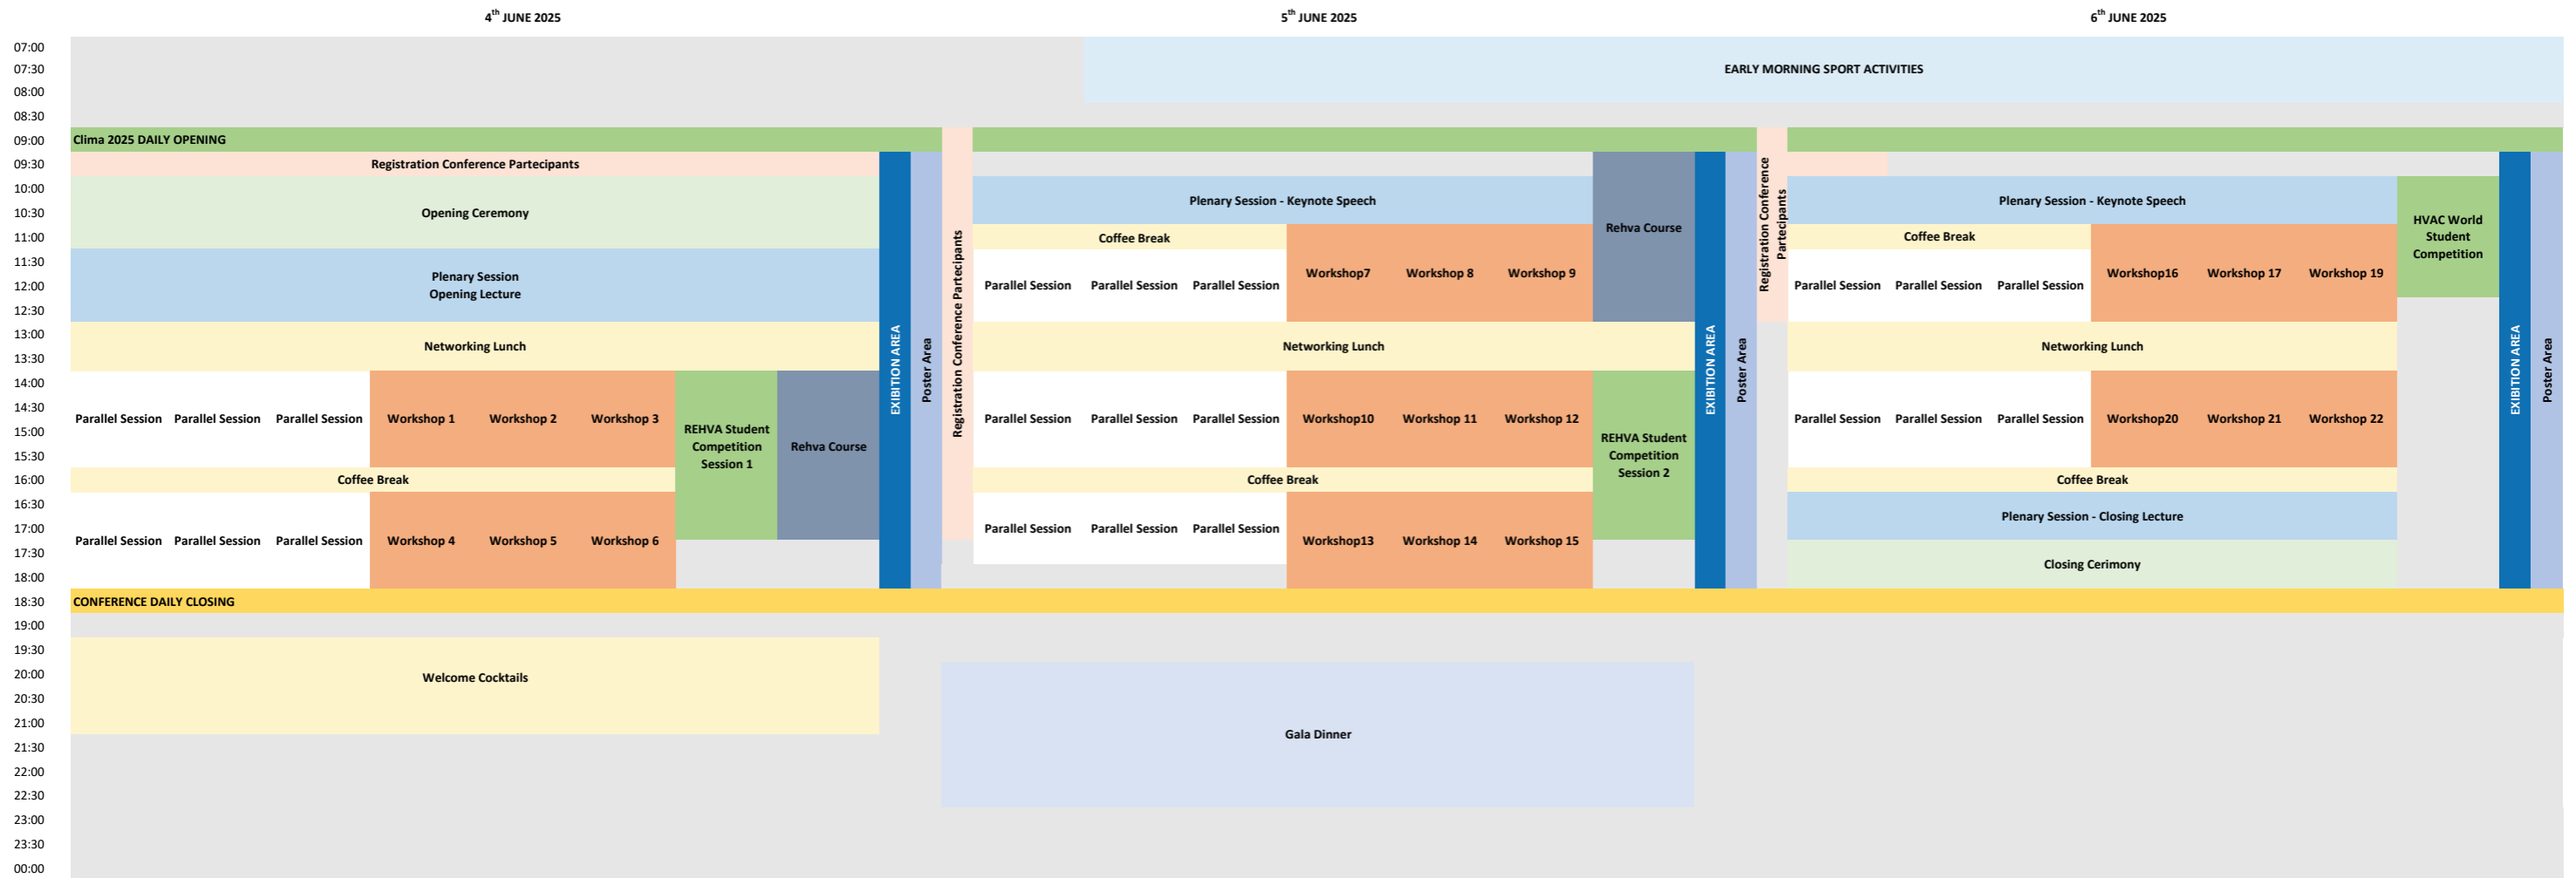 4th JUNE 2025
5th JUNE 2025
6th JUNE 2025
07:00
07:30
EARLY MORNING SPORT ACTIVITIES
08:00
08:30
09:00
Clima 2025 DAILY OPENING
09:30
Registration Conference Partecipants
10:00
Plenary Session - Keynote Speech
Plenary Session - Keynote Speech
10:30
Opening Ceremony
HVAC World
Student
Competition
Rehva Course
11:00
Coffee Break
Coffee Break
11:30
Plenary Session
Opening Lecture
Workshop7
Workshop 8
Workshop 9
Workshop16
Workshop 17
Workshop 19
12:00
Parallel Session
Parallel Session
Parallel Session
Parallel Session
Parallel Session
Parallel Session
12:30
13:00
Networking Lunch
Networking Lunch
Networking Lunch
13:30
EXIBITION AREA
Poster Area
Registration Conference Partecipants
EXIBITION AREA
Poster Area
Registration Conference
Partecipants
EXIBITION AREA
Poster Area
14:00
14:30
Parallel Session
Parallel Session
Parallel Session
Workshop 1
Workshop 2
Workshop 3
Parallel Session
Parallel Session
Parallel Session
Workshop10
Workshop 11
Workshop 12
Parallel Session
Parallel Session
Parallel Session
Workshop20
Workshop 21
Workshop 22
15:00
REHVA Student
Competition
Session 1
Rehva Course
REHVA Student
Competition
Session 2
15:30
16:00
Coffee Break
Coffee Break
Coffee Break
16:30
Plenary Session - Closing Lecture
17:00
Parallel Session
Parallel Session
Parallel Session
Workshop 4
Workshop 5
Workshop 6
Parallel Session
Parallel Session
Parallel Session
Workshop13
Workshop 14
Workshop 15
17:30
Closing Cerimony
18:00
18:30
CONFERENCE DAILY CLOSING
19:00
19:30
20:00
Welcome Cocktails
20:30
21:00
21:30
Gala Dinner
22:00
22:30
23:00
23:30
00:00